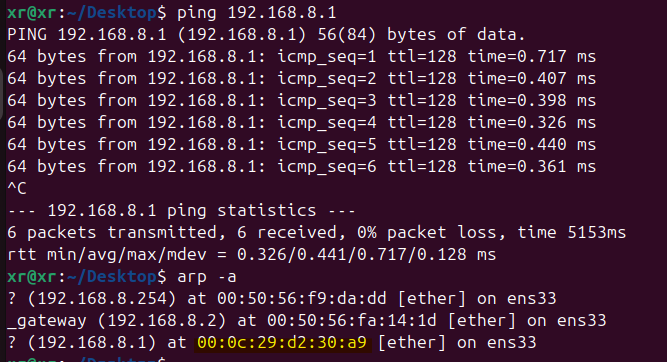 xr@xr:~/Desktop$ ping 192.168.8.1
PING 192.168.8.1 (192.168.8.1) 56(84) bytes of data.
64 bytes from 192.168.8.1: icmp_seq=1 ttl=128 time=0.717 ms
64 bytes from 192.168.8.1: icmp_seq=2 ttl=128 time=0.407 ms
64 bytes from 192.168.8.1: icmp_seq=3 ttl=128 time=0.398 ms
64 bytes from 192.168.8.1: icmp_seq=4 ttl=128 time=0.326 ms
64 bytes from 192.168.8.1: icmp_seq=5 ttl=128 time=0.440 ms
64 bytes from 192.168.8.1: icmp_seq=6 ttl=128 time=0.361 ms
^C
--- 192.168.8.1 ping statistics ---
6 packets transmitted, 6 received, 0% packet loss, time 5153ms
rtt min/avg/max/mdev = 0.326/0.441/0.717/0.128 ms
xr@xr:~/Desktop$ arp -a
? (192.168.8.254) at 00:50:56:f9:da:dd [ether] on ens33
_gateway (192.168.8.2) at 00:50:56:fa:14:1d [ether] on ens33
? (192.168.8.1) at 00:0c:29:d2:30:a9 [ether] on ens33